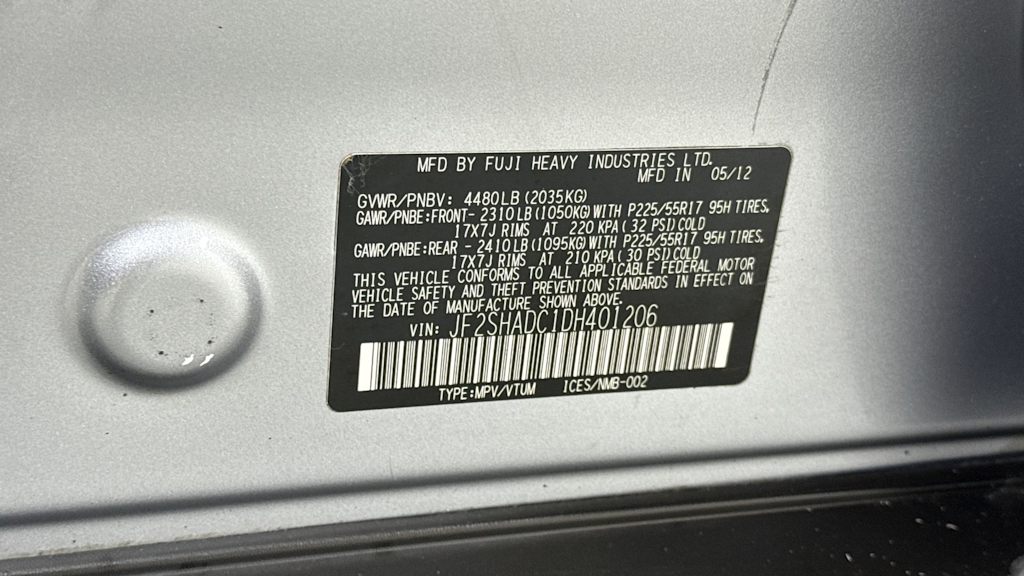 MFD BY FUJI HEAVY INDUSTRIES LTD.
MFD IN 05/12
GVWR/PNBV: 4480LB (2035KG)
GAWR/PNBE:FRONT- 2310LB (1050KG) WITH P225/55R17 95H TIRES,
17X7J RIMS AT 220 KPA ( 32 PSI) COLD
GAWR/PNBE:REAR - 2410LB (1095KG) WITH P225/55R17 95H TIRES,
17X7J RIMS AT 210 KPA ( 30 PSI) COLD
THIS VEHICLE CONFORMS TO ALL APPLICABLE FEDERAL MOTOR
VEHICLE SAFETY AND THEFT PREVENTION STANDARDS IN EFFECT ON
THE DATE OF MANUFACTURE SHOWN ABOVE.
VIN: JF2SHADC1DH401206
TYPE:MPV/VTUM ICES/NMB-002